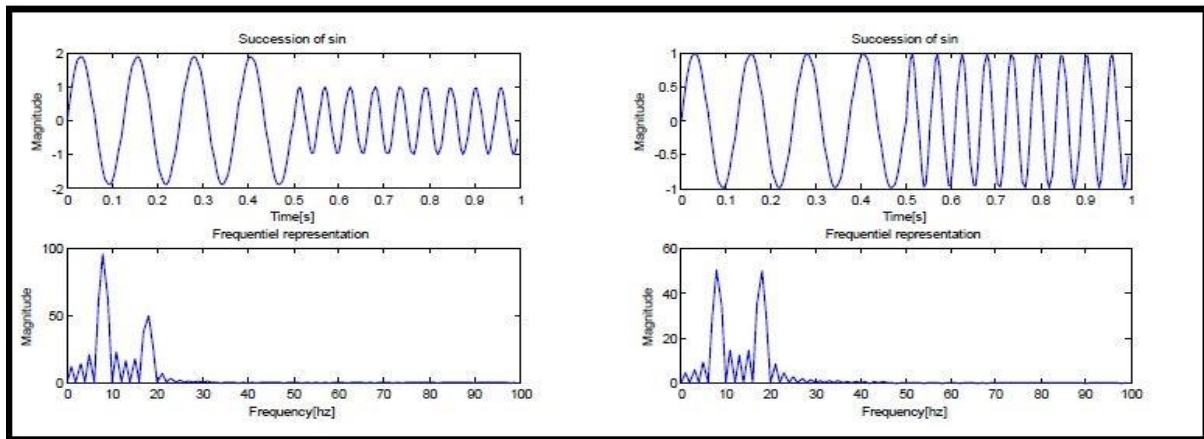 Succession of sin
2
1
0
-1
-2
Magnitude
0 0.1 0.2 0.3 0.4 0.5 0.6 0.7 0.8 0.9 1
Time[s]
Frequentiel representation
100
50
0
Magnitude
0 10 20 30 40 50 60 70 80 90 100
Frequency[hz]
Succession of sin
1
0.5
0
-0.5
-1
Magnitude
0 0.1 0.2 0.3 0.4 0.5 0.6 0.7 0.8 0.9 1
Time[s]
Frequentiel representation
60
40
20
0
Magnitude
0 10 20 30 40 50 60 70 80 90 100
Frequency[hz]